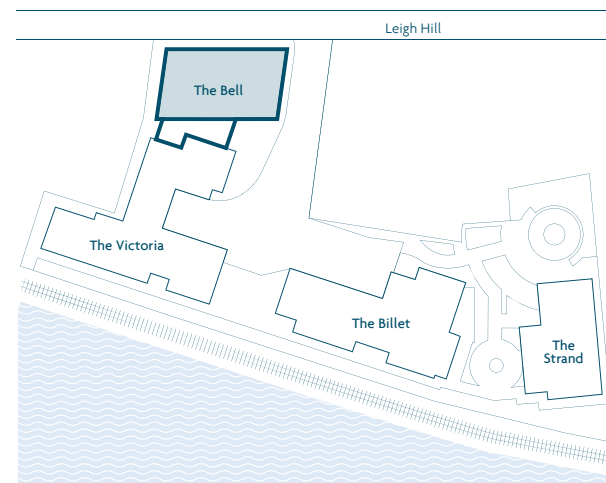 Leigh Hill
The Bell
The Victoria
The Billet
The
Strand